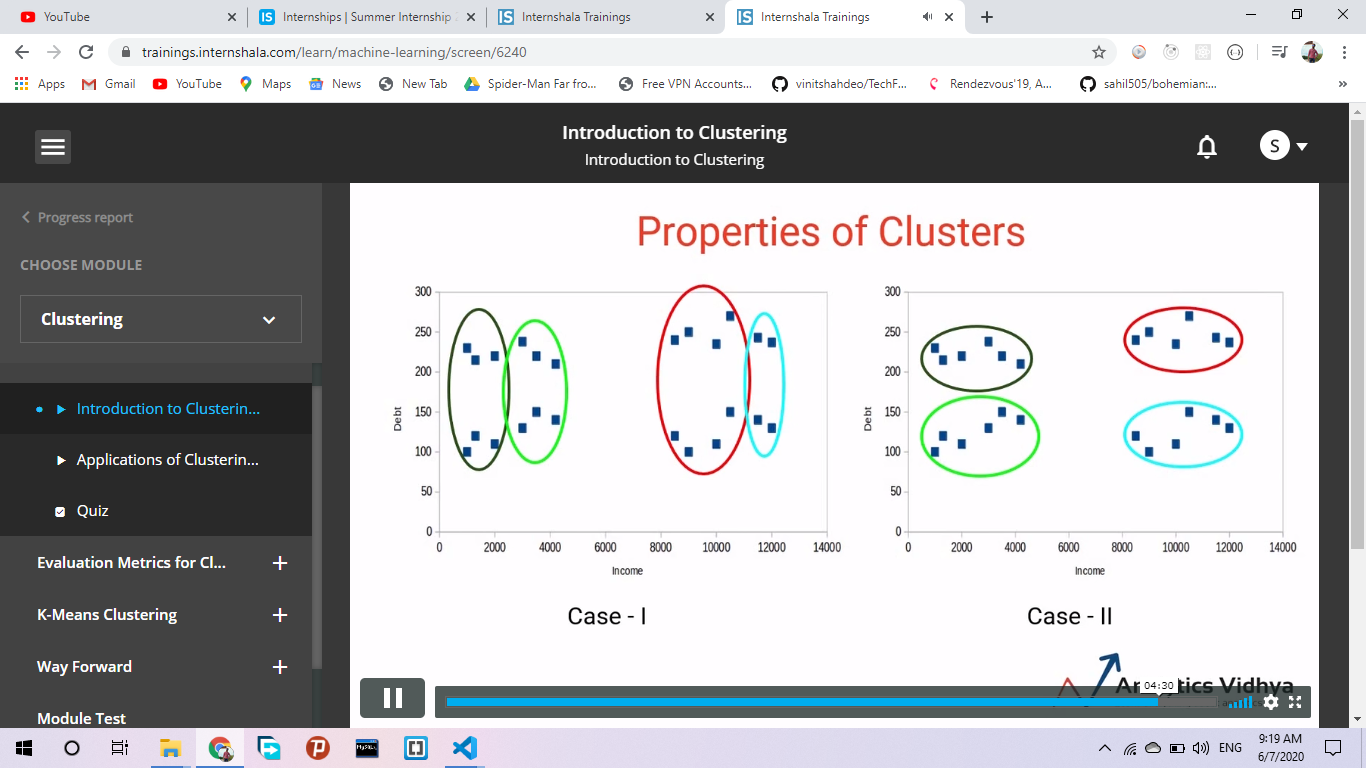 YouTube
Internships | Summer Internship
Internshala Trainings
Internshala Trainings
trainings.internshala.com/learn/machine-learning/screen/6240
Apps
Gmail
YouTube
Maps
News
New Tab
Spider-Man Far fro...
Free VPN Accounts...
vinitshahdeo/TechF...
Rendezvous'19, A...
sahil505/bohemian:...
»
Introduction to Clustering
Introduction to Clustering
S
Progress report
CHOOSE MODULE
Clustering
Introduction to Clusterin...
Applications of Clusterin...
Quiz
Evaluation Metrics for Cl...
K-Means Clustering
Way Forward
Module Test
Properties of Clusters
300
250
200
150
100
50
0
Debt
0 2000 4000 6000 8000 10000 12000 14000
Income
Case - I
300
250
200
150
100
50
0
Debt
0 2000 4000 6000 8000 10000 12000 14000
Income
Case - II
Vidhya
04:30
MySQL
ENG
9:19 AM
6/7/2020